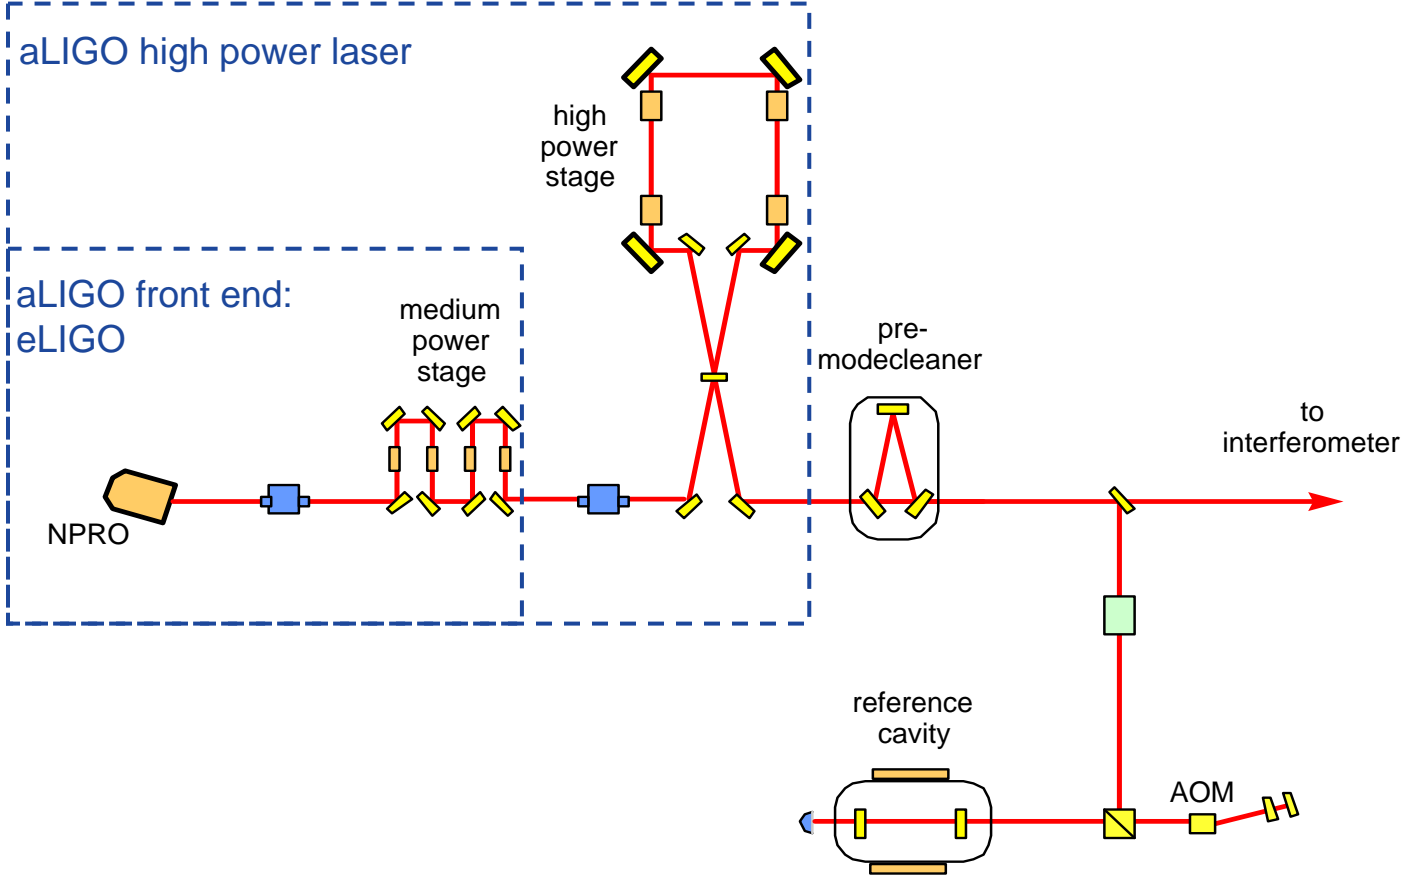 aLIGO high power laser
high
power
stage
aLIGO front end:
eLIGO
medium
power
stage
pre-
modecleaner
to
interferometer
NPRO
reference
cavity
AOM